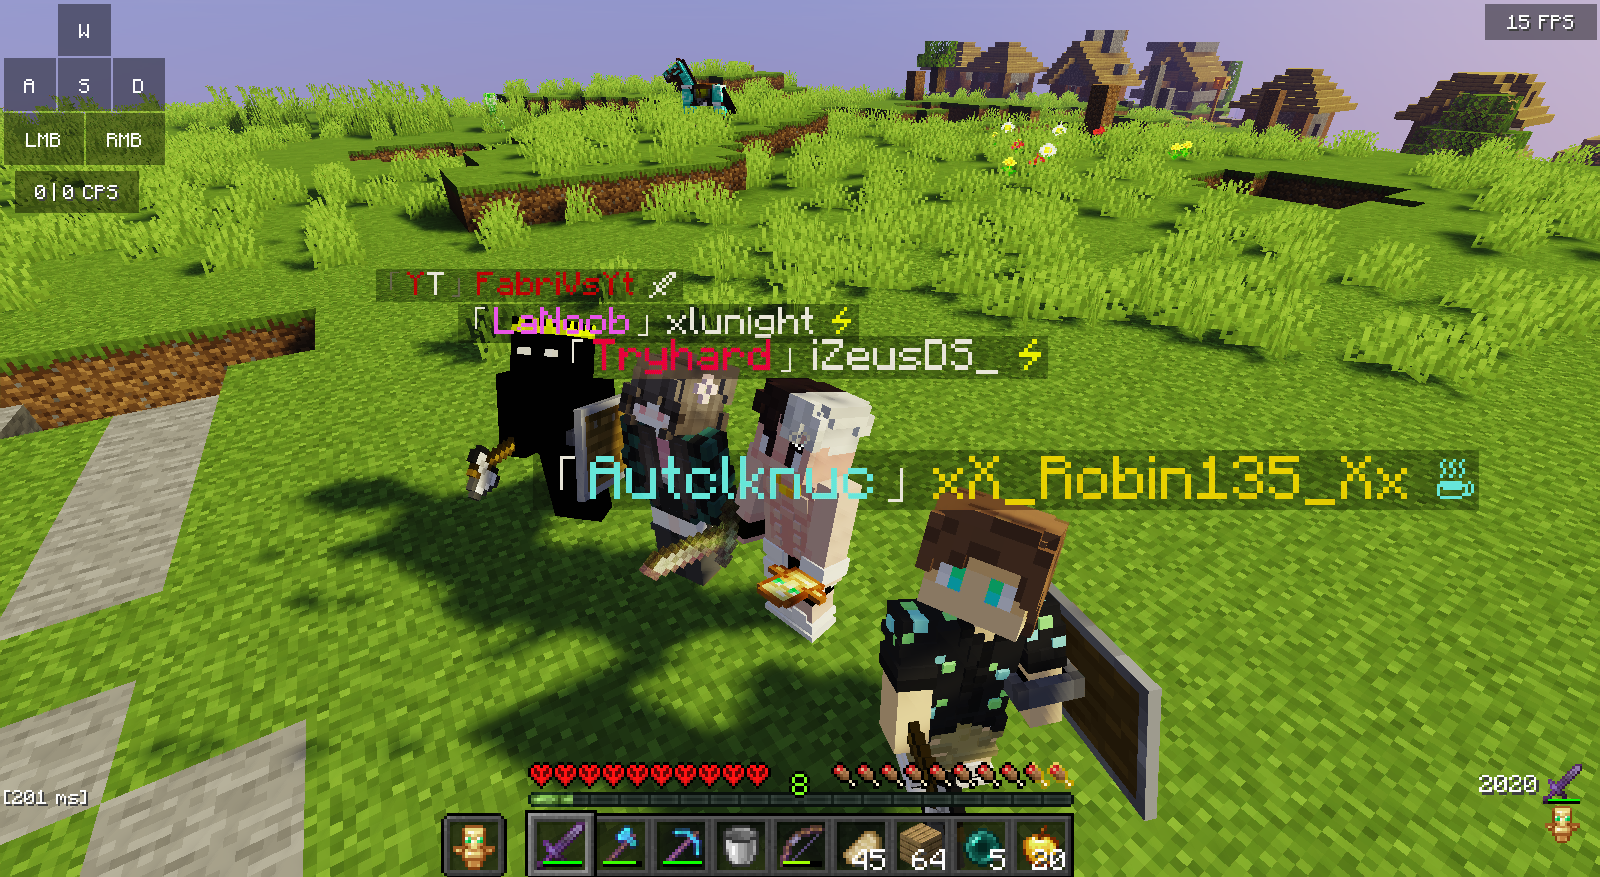 W
15 FPS
A S D
LMB RMB
0|0 CPS
「YT」 FabriVsYt
「LaNoob」 xlunight
「Tryhard」 iZeusDS_
「Autclknuc」 xX_Robin135_Xx
8
[201 ms]
2020
45 64 5 20